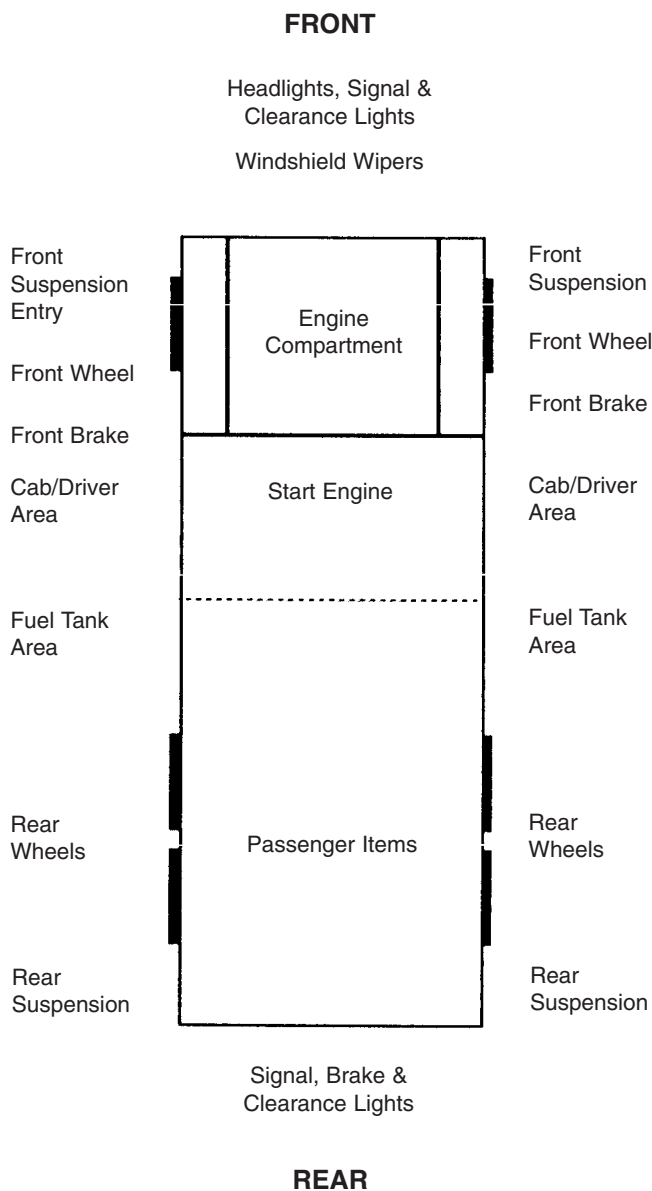 FRONT
Headlights, Signal &
Clearance Lights
Windshield Wipers
Front
Suspension
Entry
Front Wheel
Front Brake
Cab/Driver
Area
Fuel Tank
Area
Rear
Wheels
Rear
Suspension
Engine
Compartment
Start Engine
Passenger Items
Front
Suspension
Front Wheel
Front Brake
Cab/Driver
Area
Fuel Tank
Area
Rear
Wheels
Rear
Suspension
Signal, Brake &
Clearance Lights
REAR